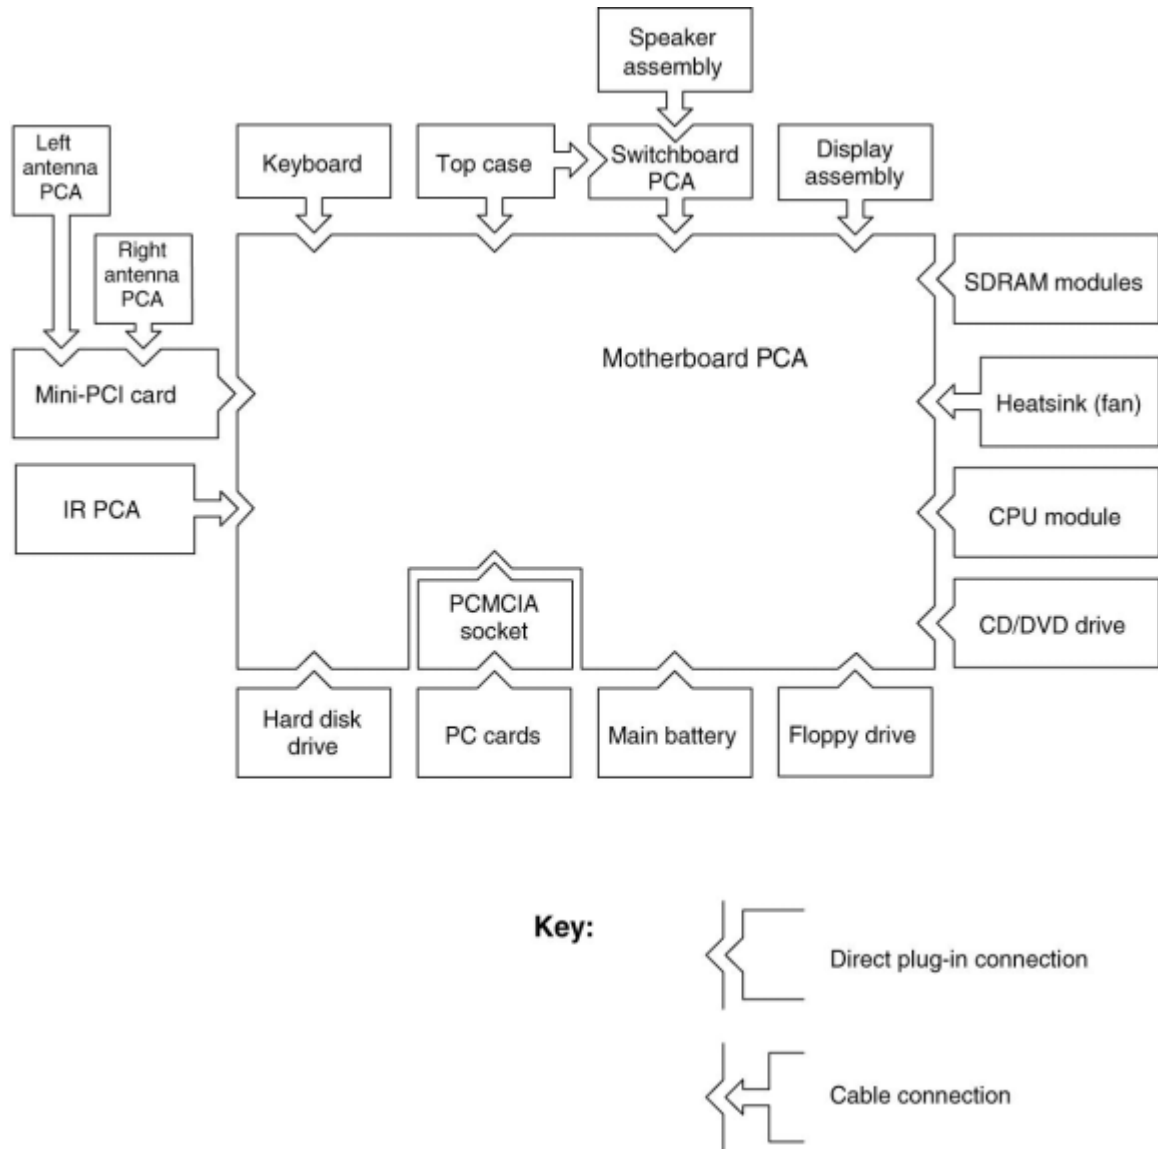 Speaker
assembly
Left
antenna
PCA
Keyboard
Top case
Switchboard
PCA
Display
assembly
Right
antenna
PCA
SDRAM modules
Motherboard PCA
Mini-PCI card
Heatsink (fan)
IR PCA
CPU module
PCMCIA
socket
CD/DVD drive
Hard disk
drive
PC cards
Main battery
Floppy drive
Key:
Direct plug-in connection
Cable connection